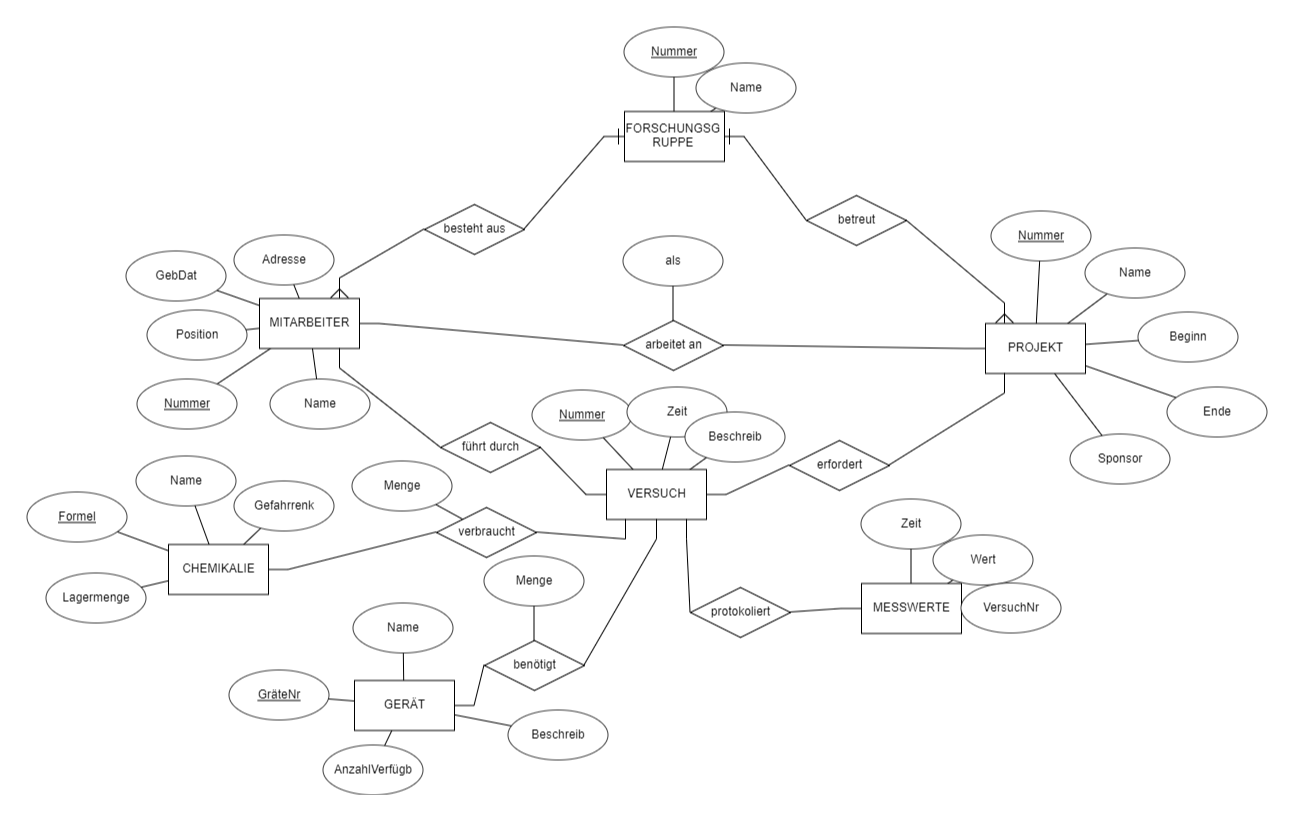 Nummer
Name
FORSCHUNGSG
RUPPE
besteht aus
betreut
Nummer
Adresse
als
GebDat
Name
MITARBEITER
Position
arbeitet an
PROJEKT
Beginn
Nummer
Name
Nummer
Zeit
Beschreib
Ende
führt durch
erfordert
Sponsor
Name
Menge
VERSUCH
Gefahrrenk
Formel
verbraucht
Zeit
CHEMIKALIE
Wert
Menge
Lagermenge
protokoliert
MESSWERTE
VersuchNr
Name
benötigt
GräteNr
GERÄT
Beschreib
AnzahlVerfügb